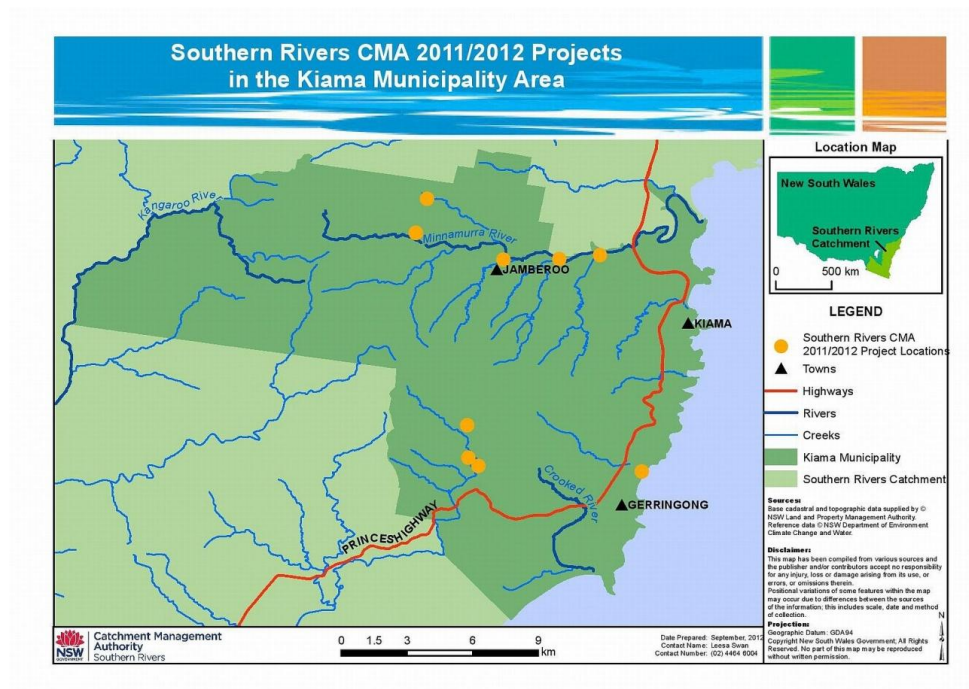 Southern Rivers CMA 2011/2012 Projects
in the Kiama Municipality Area
Kangaroo River
Minnamurra River
JAMBEROO
KIAMA
Crooked River
GERRINGONG
PRINCES HIGHWAY
Location Map
New South Wales
Southern Rivers
Catchment
0 500 km
LEGEND
Southern Rivers CMA
2011/2012 Project Locations
Towns
Highways
Rivers
Creeks
Kiama Municipality
Southern Rivers Catchment
Sources:
Base cadastral and topographic data supplied by ©
NSW Land and Property Management Authority.
Reference data © NSW Department of Environment
Climate Change and Water.
Disclaimer:
This map has been compiled from various sources and
the publisher and/or contributors accept no responsibility
for any injury, loss or damage arising from its use, or
errors, or omissions therein.
Positional variations of some features within the map
may occur due to differences between the sources
of the information; this includes scale, date and method
of collection.
Projection:
Geographic Datum: GDA94
Copyright New South Wales Government; All Rights
Reserved. No part of this map may be reproduced
without written permission.
N
NSW
GOVERNMENT
Catchment Management
Authority
Southern Rivers
0 1.5 3 6 9
km
Date Prepared: September, 2012
Contact Name: Leesa Swan
Contact Number: (02) 4464 6004